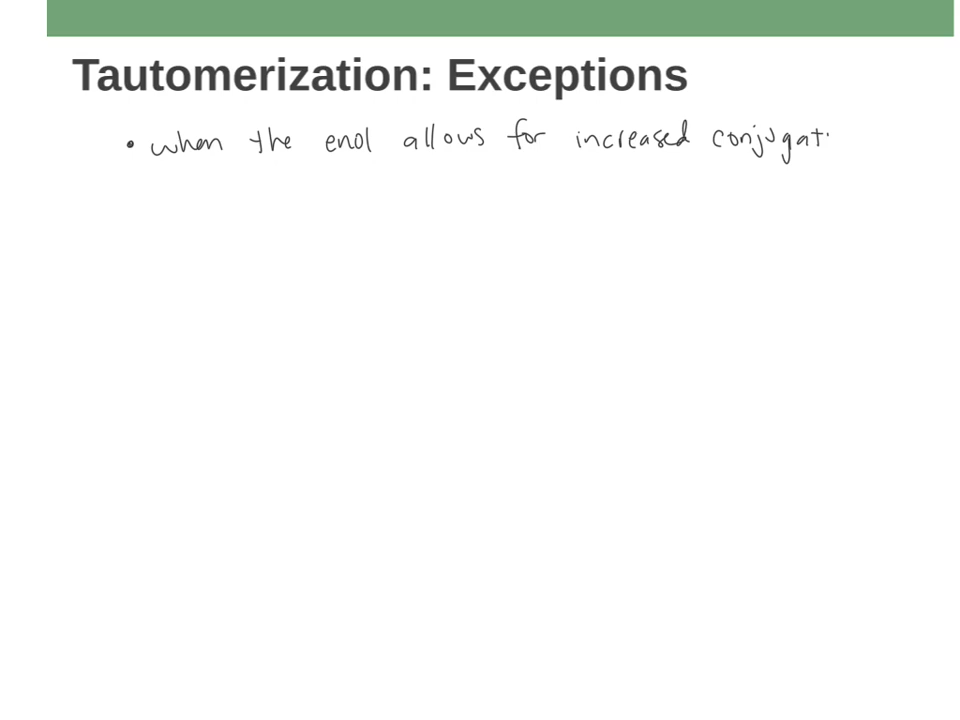 Tautomerization: Exceptions
• when the enol allows for increased conjugat